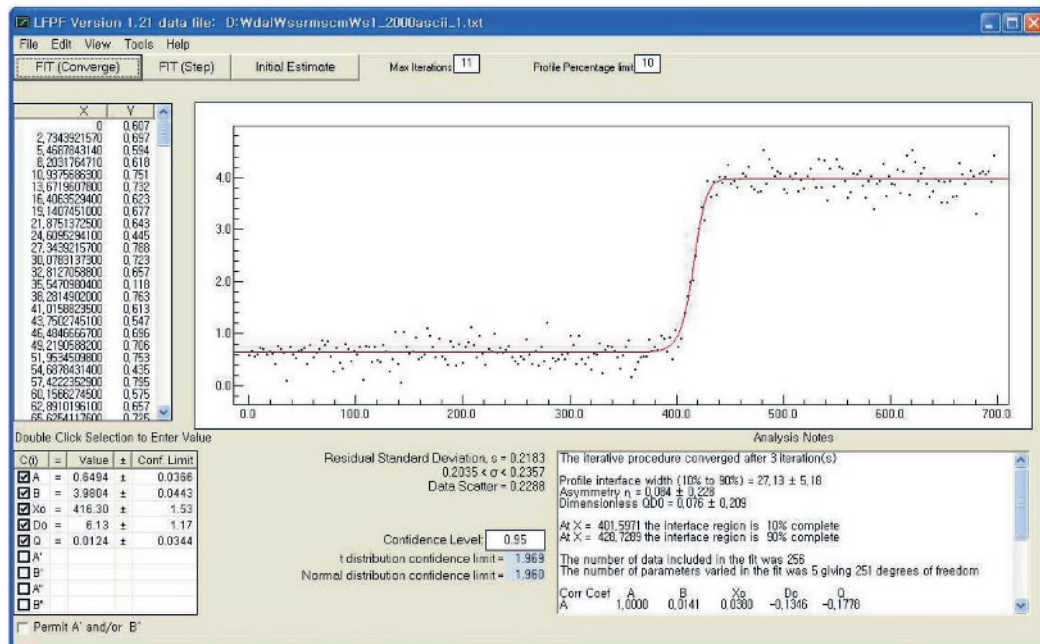 LFPF Version 1.21 data file: D:₩dal₩ssrmscm₩s1_2000ascii_1.txt
File Edit View Tools Help
FIT (Converge) FIT (Step) Initial Estimate Max Iterations 11 Profile Percentage limit 10
X Y
0 0,607
2,7343921570 0,697
5,4687843140 0,594
8,2031764710 0,618
10,9375686300 0,751
13,6719607800 0,732
16,4063529400 0,623
19,1407451000 0,677
21,8751372500 0,643
24,6095294100 0,445
27,3439215700 0,788
30,0783137300 0,723
32,8127058800 0,657
35,5470980400 0,118
38,2814902000 0,763
41,0158823500 0,613
43,7502745100 0,547
46,4846666700 0,696
49,2190588200 0,706
51,9534509800 0,753
54,6878431400 0,435
57,4222352900 0,795
60,1566274500 0,575
62,8910196100 0,657
65,6254117600 0,725
4.0
3.0
2.0
1.0
0.0
0.0 100.0 200.0 300.0 400.0 500.0 600.0 700.0
Double Click Selection to Enter Value
C(i) = Value ± Conf. Limit
A = 0.6494 ± 0.0366
B = 3.9804 ± 0.0443
Xo = 416.30 ± 1.53
Do = 6.13 ± 1.17
Q = 0.0124 ± 0.0344
A'
B'
A"
B"
Permit A' and/or B"
Residual Standard Deviation, s = 0.2183
0.2035 < σ < 0.2357
Data Scatter = 0.2288
Confidence Level: 0.95
t distribution confidence limit = 1.969
Normal distribution confidence limit = 1.960
Analysis Notes
The iterative procedure converged after 3 iteration(s)
Profile interface width (10% to 90%) = 27,13 ± 5,18
Asymmetry η = 0,084 ± 0,228
Dimensionless QD0 = 0,076 ± 0,209
At X = 401,5971 the interface region is 10% complete
At X = 428,7289 the interface region is 90% complete
The number of data included in the fit was 256
The number of parameters varied in the fit was 5 giving 251 degrees of freedom
Corr Coef A B Xo Do Q
A 1,0000 0,0141 0,0380 -0,1346 -0,1778